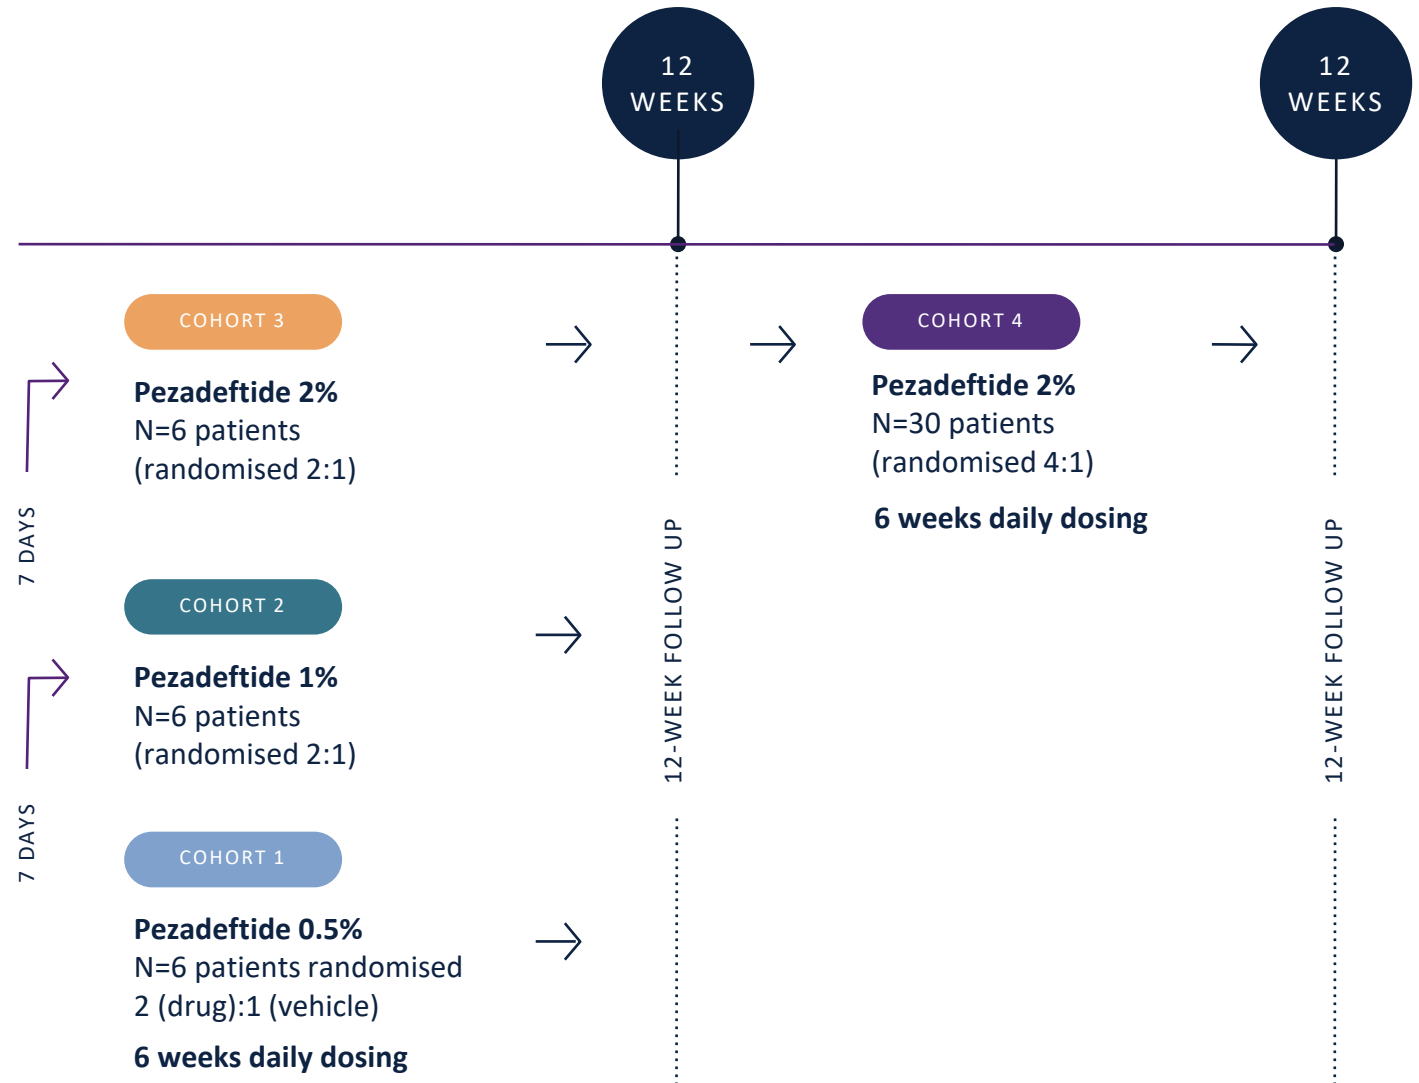 12
WEEKS
12
WEEKS
COHORT 3
Pezadeftide 2%
N=6 patients
(randomised 2:1)
7 DAYS
COHORT 2
Pezadeftide 1%
N=6 patients
(randomised 2:1)
7 DAYS
COHORT 1
Pezadeftide 0.5%
N=6 patients randomised
2 (drug):1 (vehicle)
6 weeks daily dosing
12-WEEK FOLLOW UP
COHORT 4
Pezadeftide 2%
N=30 patients
(randomised 4:1)
6 weeks daily dosing
12-WEEK FOLLOW UP